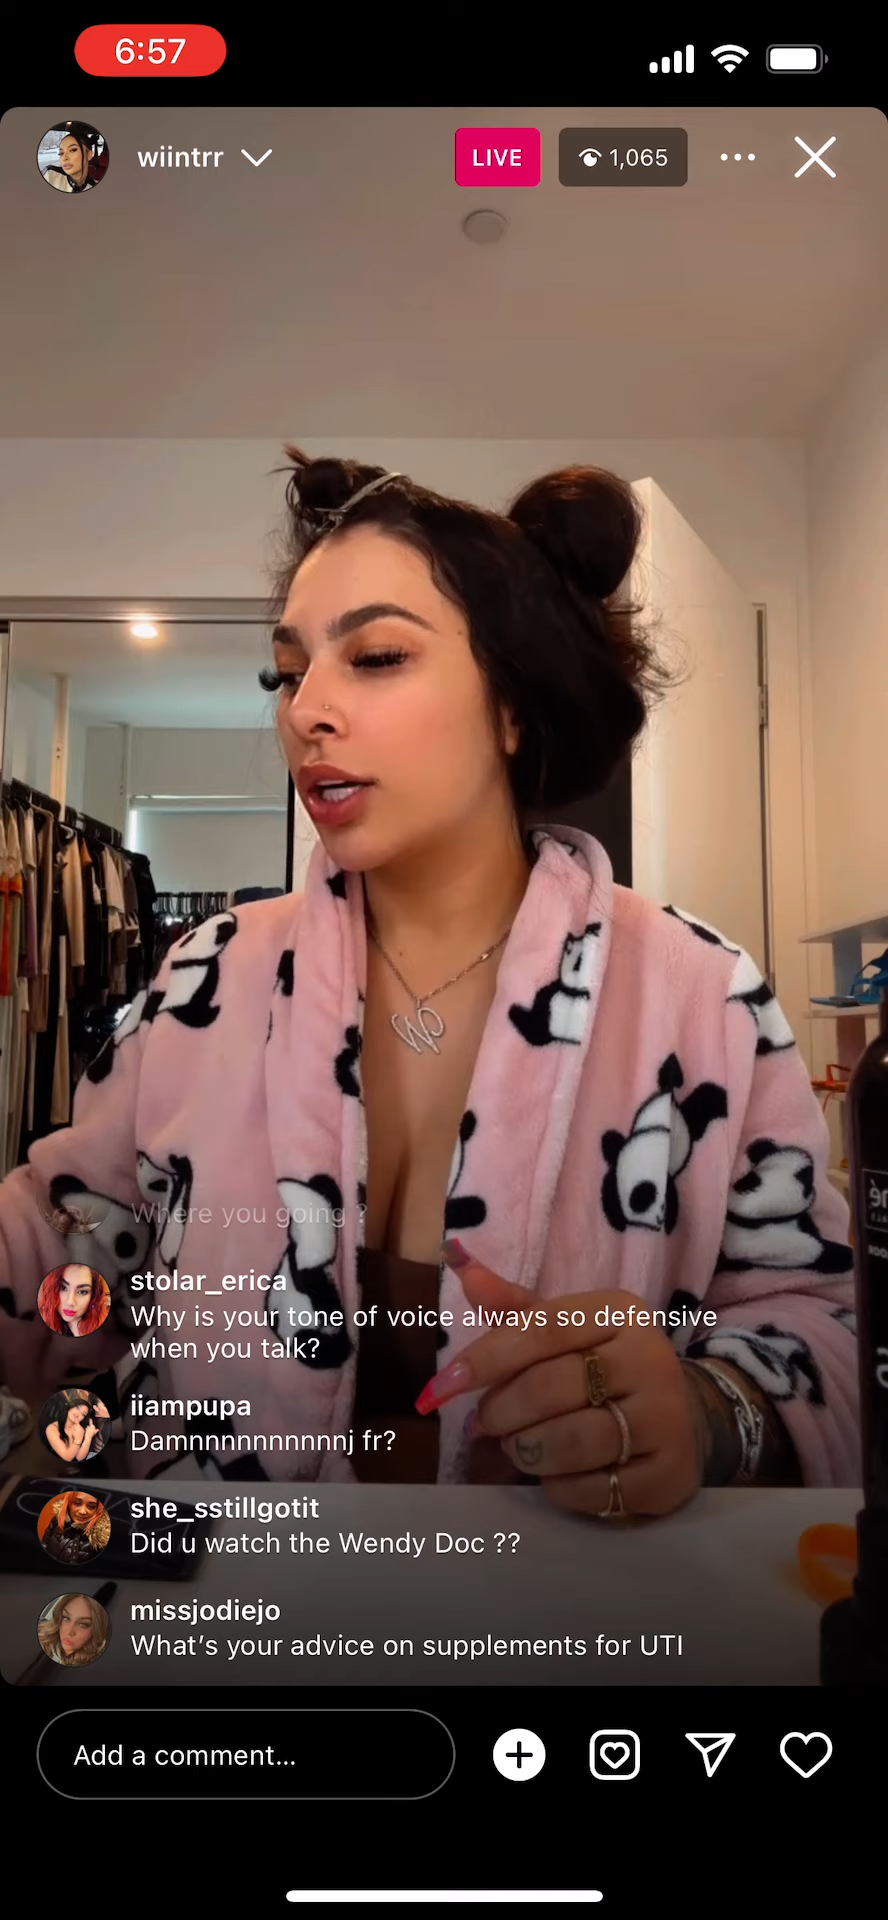 6:57
wiintrr
LIVE
1,065
Where you going ?
stolar_erica
Why is your tone of voice always so defensive
when you talk?
iiampupa
Damnnnnnnnnnnj fr?
she_sstillgotit
Did u watch the Wendy Doc ??
missjodiejo
What’s your advice on supplements for UTI
Add a comment...